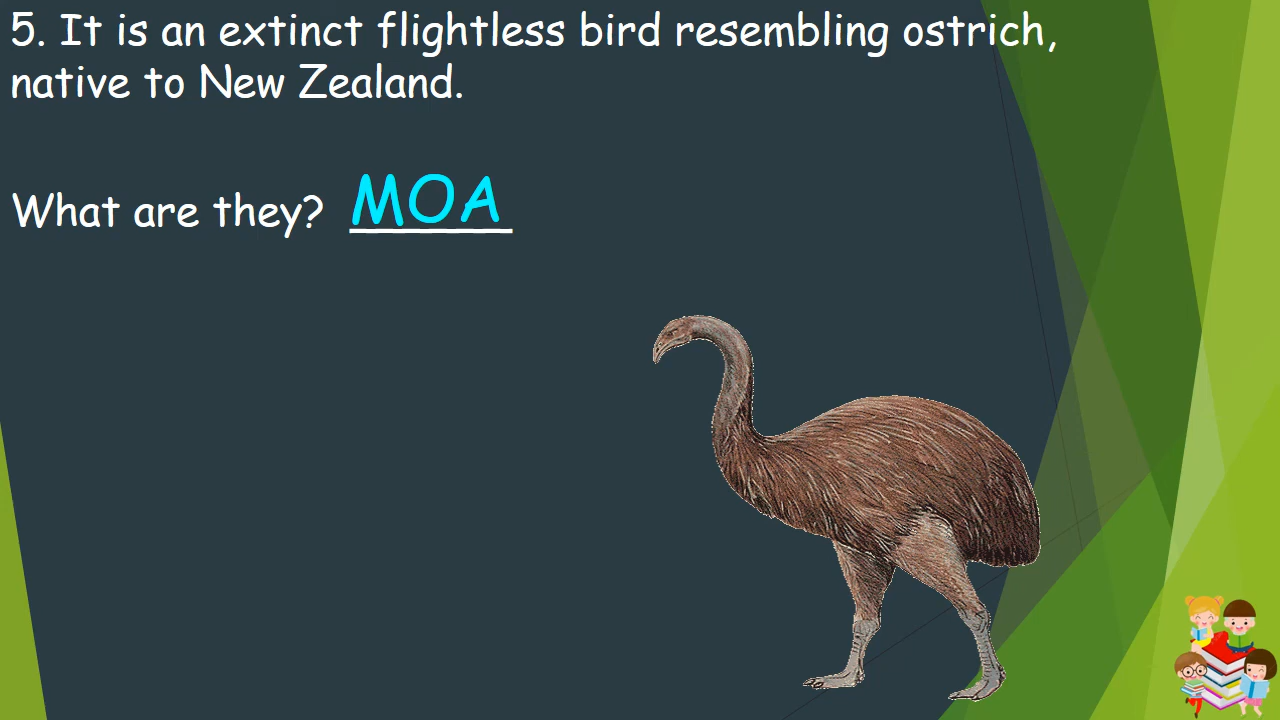 5. It is an extinct flightless bird resembling ostrich,
native to New Zealand.
What are they? MOA